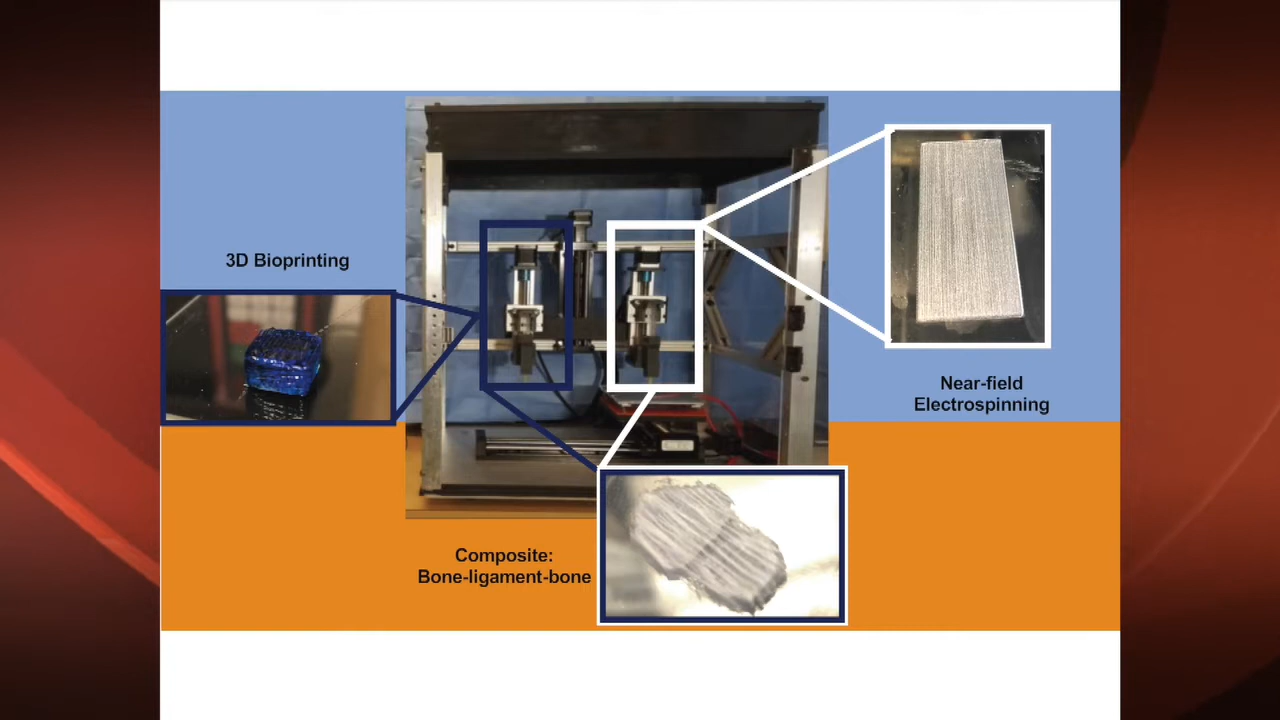 3D Bioprinting
Near-field
Electrospinning
Composite:
Bone-ligament-bone